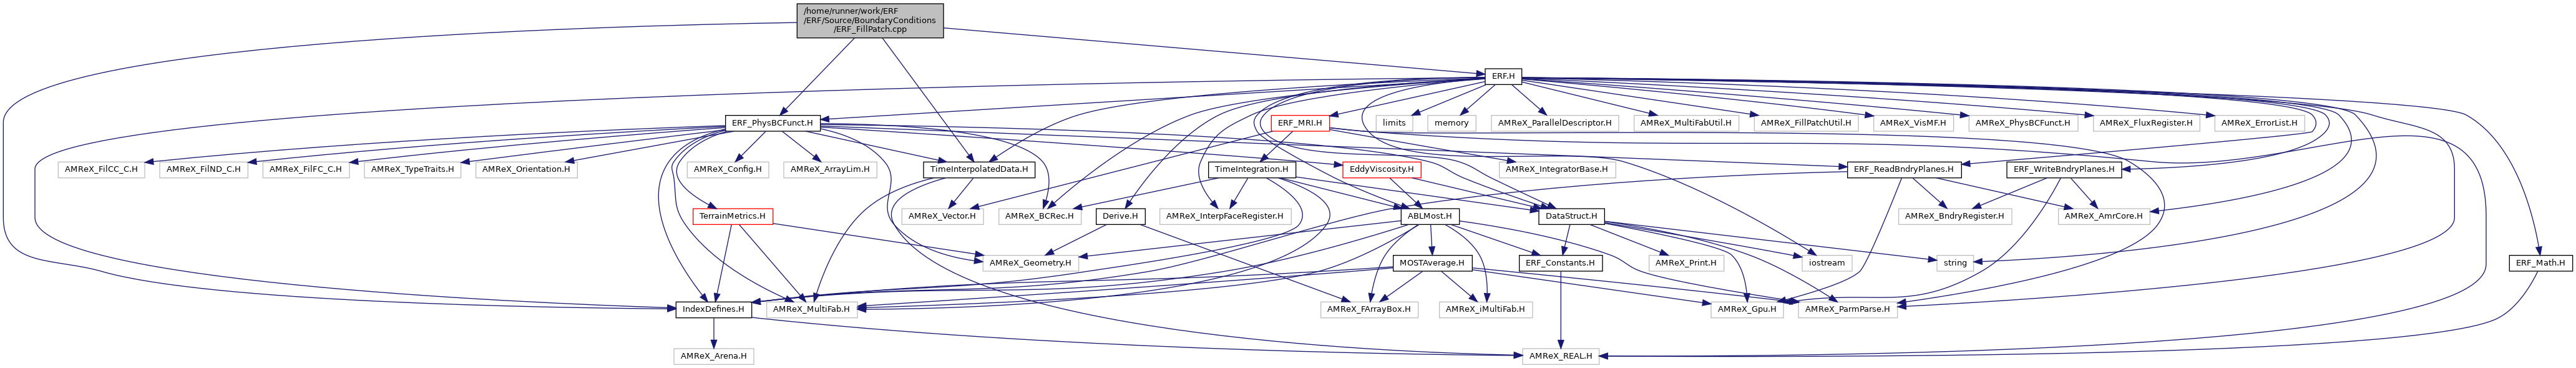 /home/runner/work/ERF
/ERF/Source/BoundaryConditions
/ERF_FillPatch.cpp
ERF.H
ERF_PhysBCFunct.H
ERF_MRI.H
limits
memory
AMReX_ParallelDescriptor.H
AMReX_MultiFabUtil.H
AMReX_FillPatchUtil.H
AMReX_VisMF.H
AMReX_PhysBCFunct.H
AMReX_FluxRegister.H
AMReX_ErrorList.H
AMReX_FilCC_C.H
AMReX_FilND_C.H
AMReX_FilFC_C.H
AMReX_TypeTraits.H
AMReX_Orientation.H
AMReX_Config.H
AMReX_ArrayLim.H
TimeInterpolatedData.H
TimeIntegration.H
EddyViscosity.H
AMReX_IntegratorBase.H
ERF_ReadBndryPlanes.H
ERF_WriteBndryPlanes.H
TerrainMetrics.H
AMReX_Vector.H
AMReX_BCRec.H
Derive.H
AMReX_InterpFaceRegister.H
ABLMost.H
DataStruct.H
AMReX_BndryRegister.H
AMReX_AmrCore.H
AMReX_Geometry.H
MOSTAverage.H
ERF_Constants.H
AMReX_Print.H
iostream
string
ERF_Math.H
IndexDefines.H
AMReX_MultiFab.H
AMReX_FArrayBox.H
AMReX_iMultiFab.H
AMReX_Gpu.H
AMReX_ParmParse.H
AMReX_Arena.H
AMReX_REAL.H